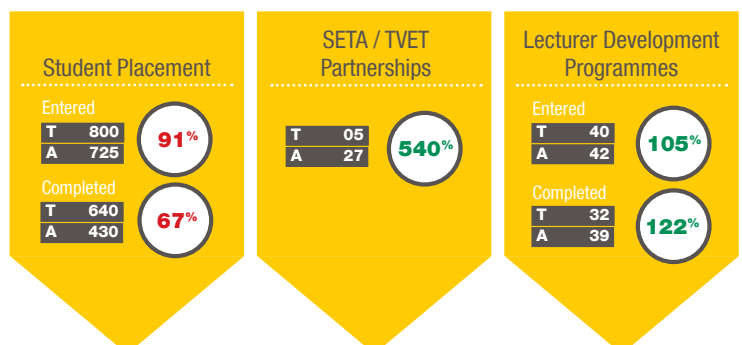 Student Placement
Entered
T 800
A 725
91%
Completed
T 640
A 430
67%
SETA / TVET
Partnerships
T 05
A 27
540%
Lecturer Development
Programmes
Entered
T 40
A 42
105%
Completed
T 32
A 39
122%